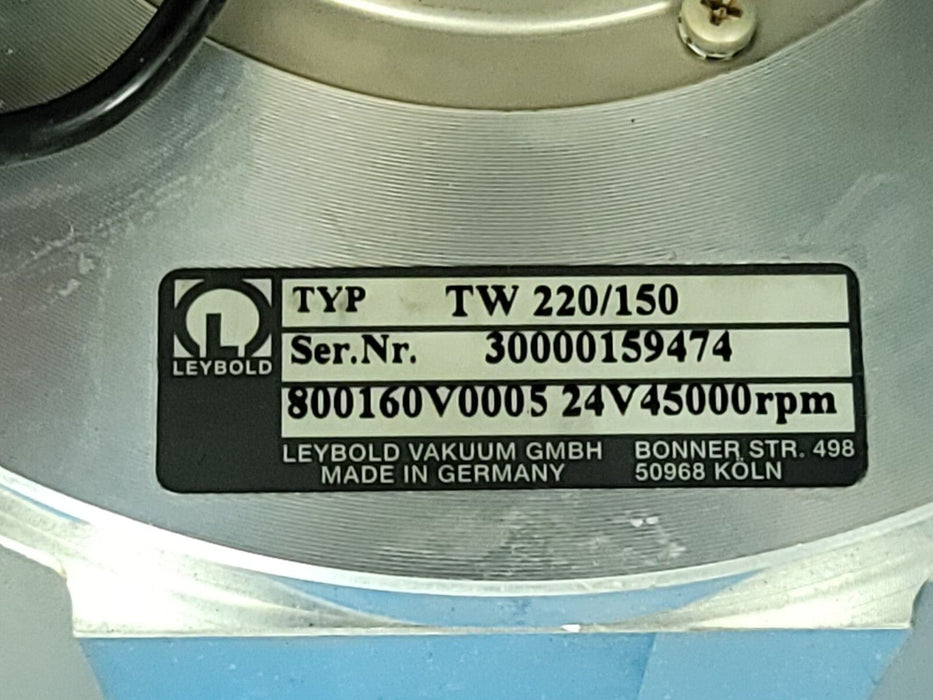 TYP TW 220/150
L
LEYBOLD
Ser.Nr. 30000159474
800160V0005 24V45000rpm
LEYBOLD VAKUUM GMBH BONNER STR. 498
MADE IN GERMANY 50968 KÖLN